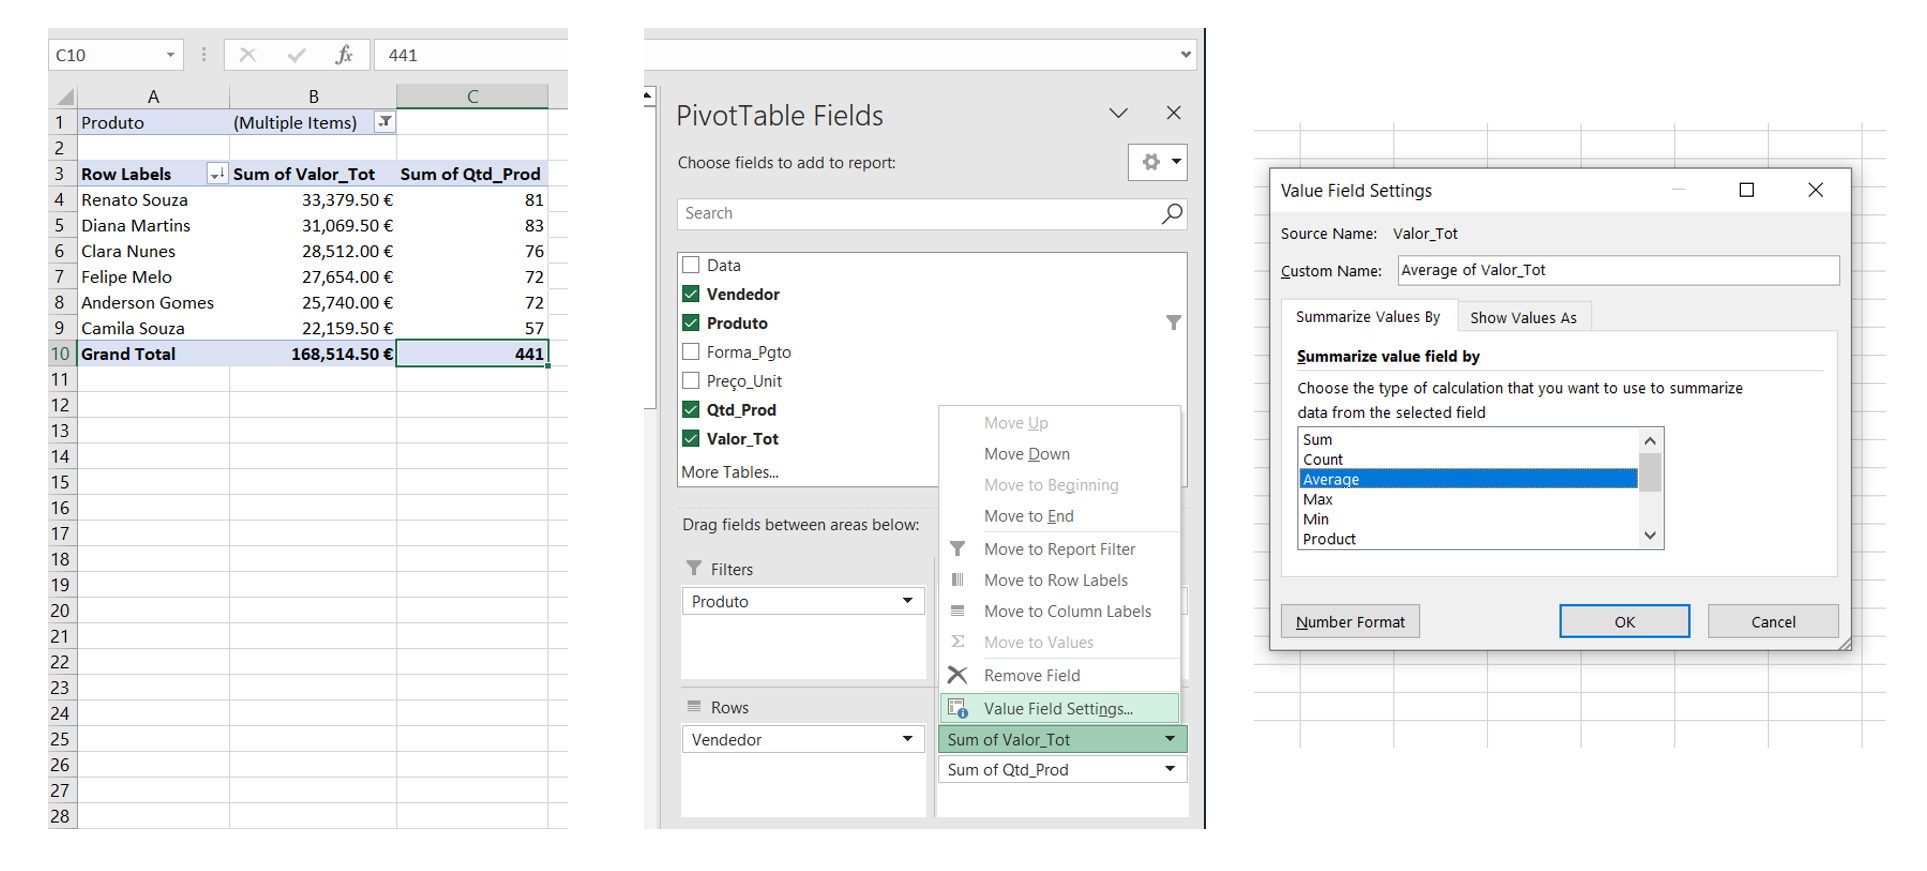 C10
fx
441
A B C
1 Produto (Multiple Items)
2
3 Row Labels Sum of Valor_Tot Sum of Qtd_Prod
4 Renato Souza 33,379.50 € 81
5 Diana Martins 31,069.50 € 83
6 Clara Nunes 28,512.00 € 76
7 Felipe Melo 27,654.00 € 72
8 Anderson Gomes 25,740.00 € 72
9 Camila Souza 22,159.50 € 57
10 Grand Total 168,514.50 € 441
11
12
13
14
15
16
17
18
19
20
21
22
23
24
25
26
27
28
PivotTable Fields
Choose fields to add to report:
Search
Data
Vendedor
Produto
Forma_Pgto
Preço_Unit
Qtd_Prod
Valor_Tot
More Tables...
Drag fields between areas below:
Filters
Produto
Rows
Vendedor
Move Up
Move Down
Move to Beginning
Move to End
Move to Report Filter
Move to Row Labels
Move to Column Labels
Σ Move to Values
Remove Field
Value Field Settings...
Sum of Valor_Tot
Sum of Qtd_Prod
Value Field Settings
Source Name: Valor_Tot
Custom Name: Average of Valor_Tot
Summarize Values By Show Values As
Summarize value field by
Choose the type of calculation that you want to use to summarize
data from the selected field
Sum
Count
Average
Max
Min
Product
Number Format OK Cancel